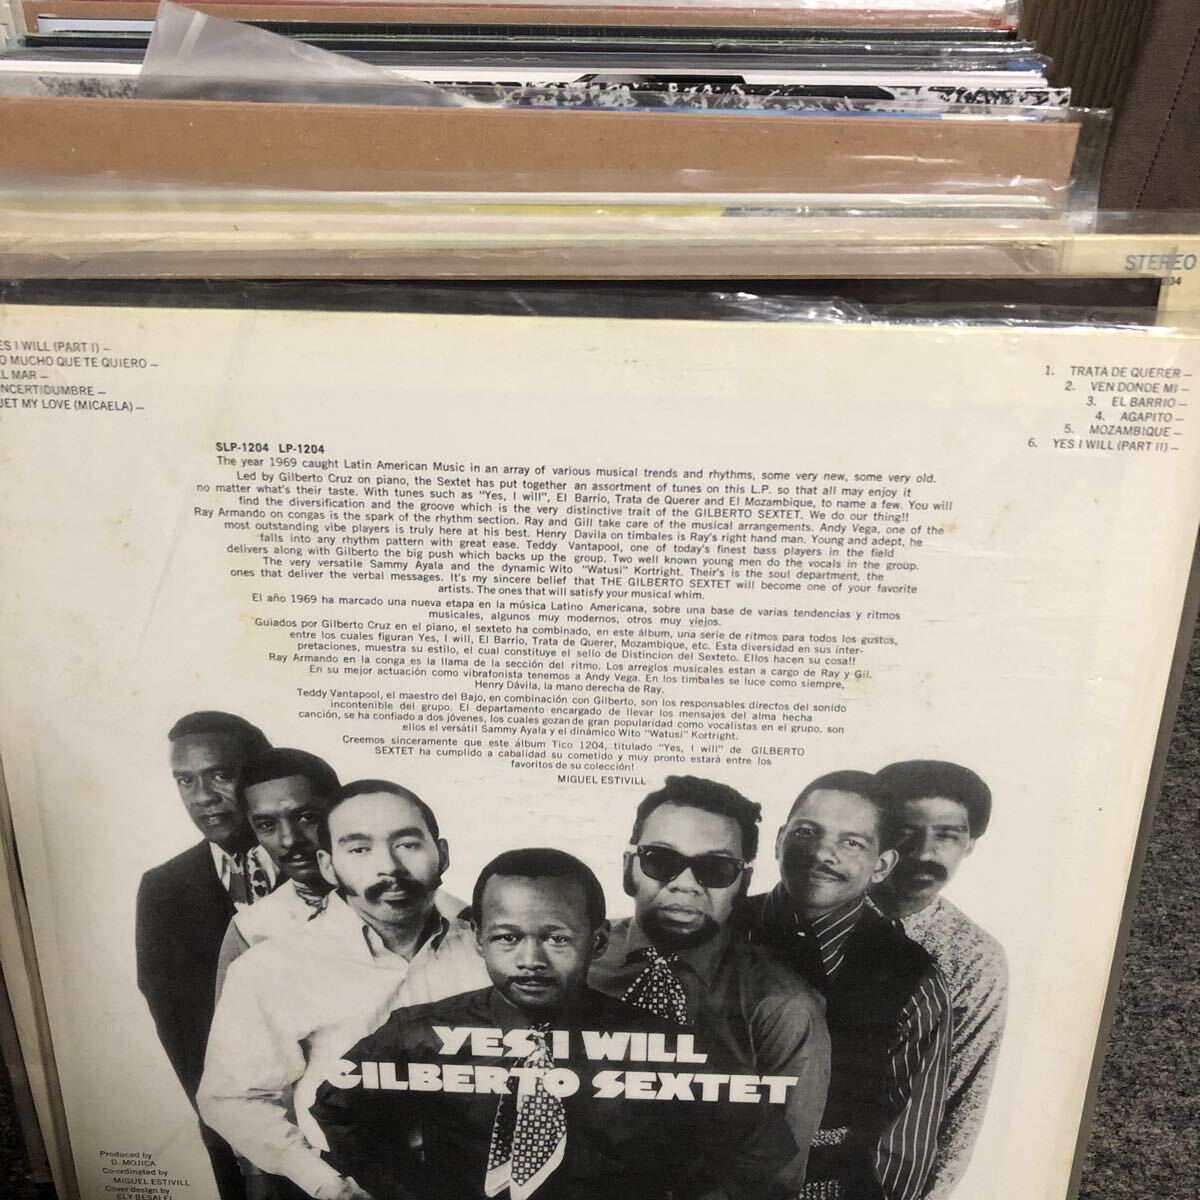 STEREO
204
YES I WILL (PART I) —
O MUCHO QUE TE QUIERO —
L MAR —
NCERTIDUMBRE —
UET MY LOVE (MICAELA) —
1. TRATA DE QUERER —
2. VEN DONDE MI —
3. EL BARRIO —
4. AGAPITO —
5. MOZAMBIQUE —
6. YES I WILL (PART II) —
SLP-1204 LP-1204
The year 1969 caught Latin American Music in an array of various musical trends and rhythms, some very new, some very old.
Led by Gilberto Cruz on piano, the Sextet has put together an assortment of tunes on this L.P. so that all may enjoy it
no matter what's their taste. With tunes such as "Yes, I will", El Barrio, Trata de Querer and El Mozambique, to name a few. You will
find the diversification and the groove which is the very distinctive trait of the GILBERTO SEXTET. We do our thing!!
Ray Armando on congas is the spark of the rhythm section. Ray and Gill take care of the musical arrangements. Andy Vega, one of the
most outstanding vibe players is truly here at his best. Henry Davila on timbales is Ray's right hand man. Young and adept, he
falls into any rhythm pattern with great ease. Teddy Vantapool, one of today's finest bass players in the field
delivers along with Gilberto the big push which backs up the group. Two well known young men do the vocals in the group.
The very versatile Sammy Ayala and the dynamic Wito "Watusi" Kortright. Their's is the soul department, the
ones that deliver the verbal messages. It's my sincere belief that THE GILBERTO SEXTET will become one of your favorite
artists. The ones that will satisfy your musical whim.
El año 1969 ha marcado una nueva etapa en la música Latino Americana, sobre una base de varias tendencias y ritmos
musicales, algunos muy modernos, otros muy viejos.
Guiados por Gilberto Cruz en el piano, el sexteto ha combinado, en este álbum, una serie de ritmos para todos los gustos,
entre los cuales figuran Yes, I will, El Barrio, Trata de Querer, Mozambique, etc. Esta diversidad en sus inter-
pretaciones, muestra su estilo, el cual constituye el sello de Distincion del Sexteto. Ellos hacen su cosa!!
Ray Armando en la conga es la llama de la sección del ritmo. Los arreglos musicales estan a cargo de Ray y Gil.
En su mejor actuación como vibrafonista tenemos a Andy Vega. En los timbales se luce como siempre,
Henry Dávila, la mano derecha de Ray.
Teddy Vantapool, el maestro del Bajo, en combinación con Gilberto, son los responsables directos del sonido
incontenible del grupo. El departamento encargado de llevar los mensajes del alma hecha
canción, se ha confiado a dos jóvenes, los cuales gozan de gran popularidad como vocalistas en el grupo, son
ellos el versátil Sammy Ayala y el dinámico Wito "Watusi" Kortright.
Creemos sinceramente que este álbum Tico 1204, titulado "Yes, I will" de GILBERTO
SEXTET ha cumplido a cabalidad su cometido y muy pronto estará entre los
favoritos de su colección!
MIGUEL ESTIVILL
YES I WILL
GILBERTO SEXTET
Produced by
D. MOJICA
Co-ordinated by
MIGUEL ESTIVILL
Cover design by
ELY BESALEL